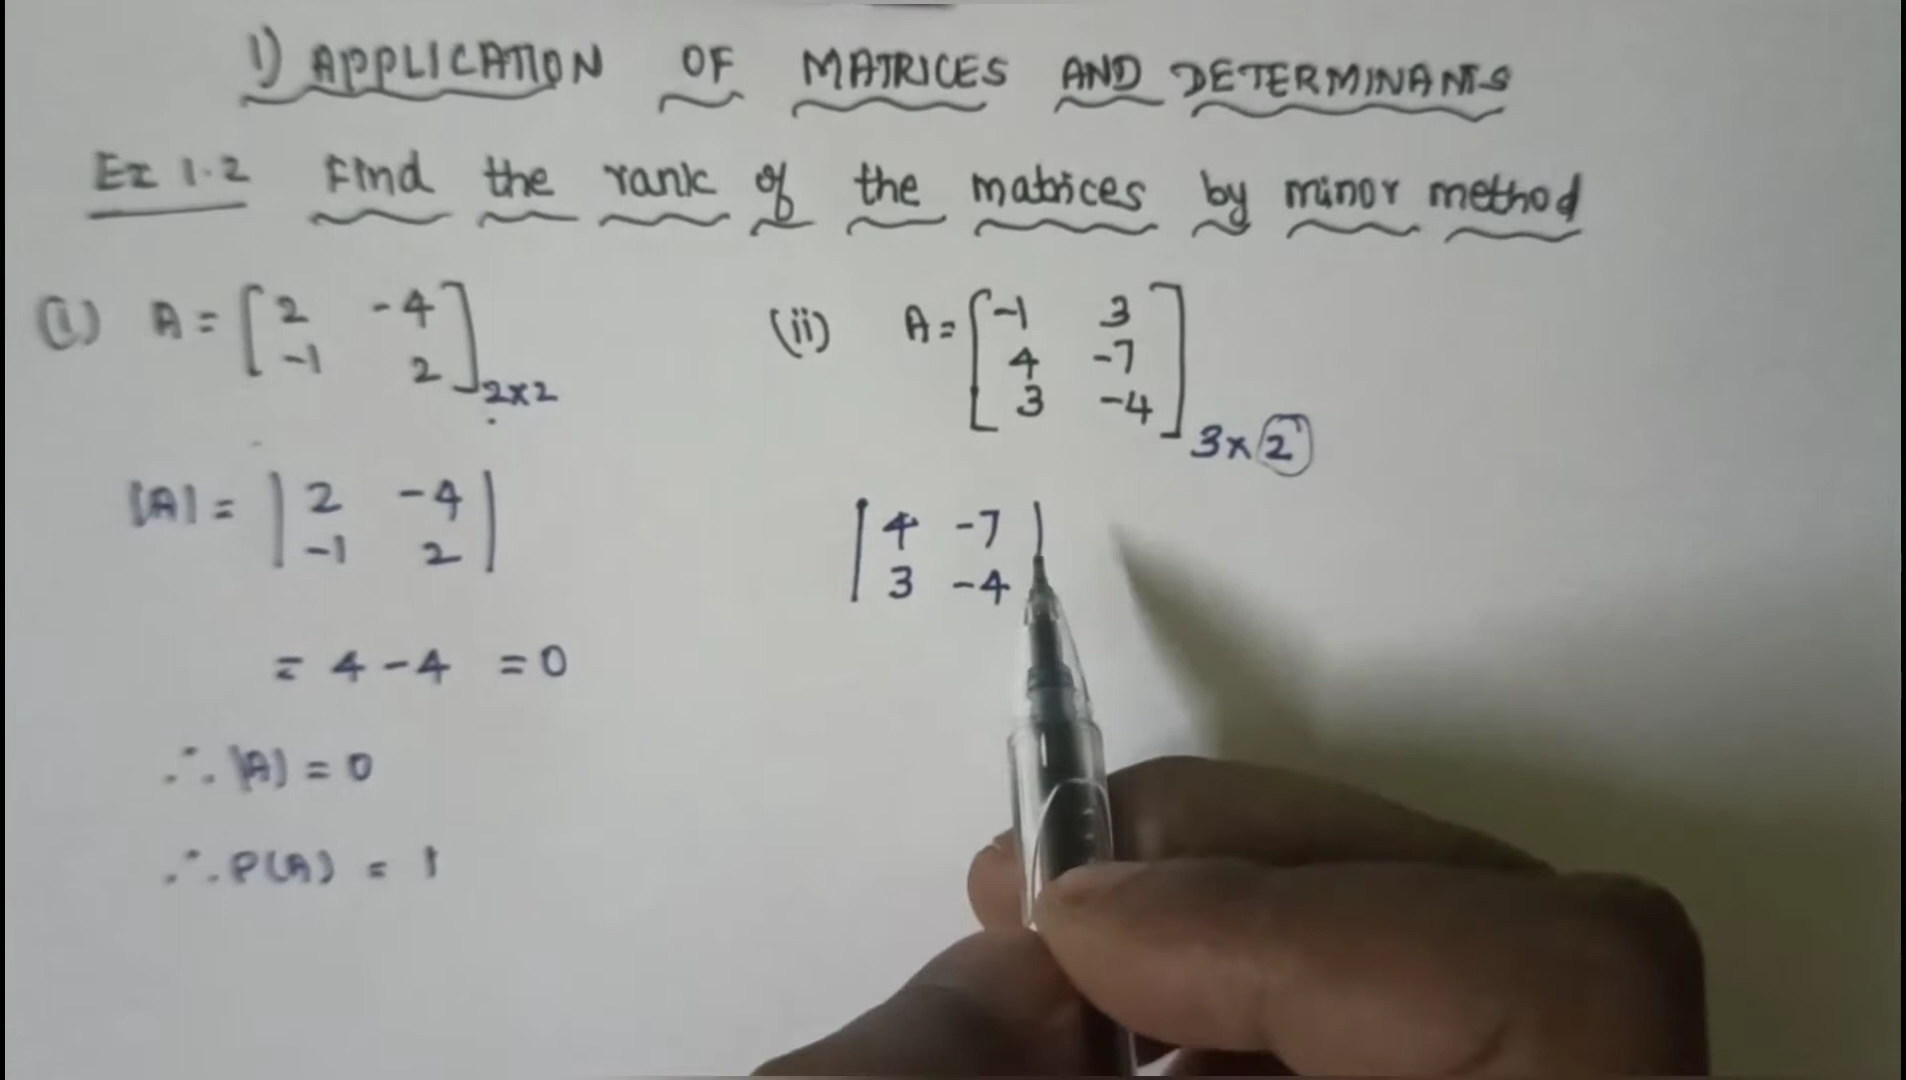 1) APPLICATION OF MATRICES AND DETERMINANTS
Ex 1.2 Find the rank of the matrices by minor method
(i) A = [2 -4
-1 2] 2x2
|A| = |2 -4
-1 2|
= 4 - 4 = 0
∴ |A| = 0
∴ P(A) = 1
(ii) A = [-1 3
4 -7
3 -4] 3x2
|4 -7
3 -4|